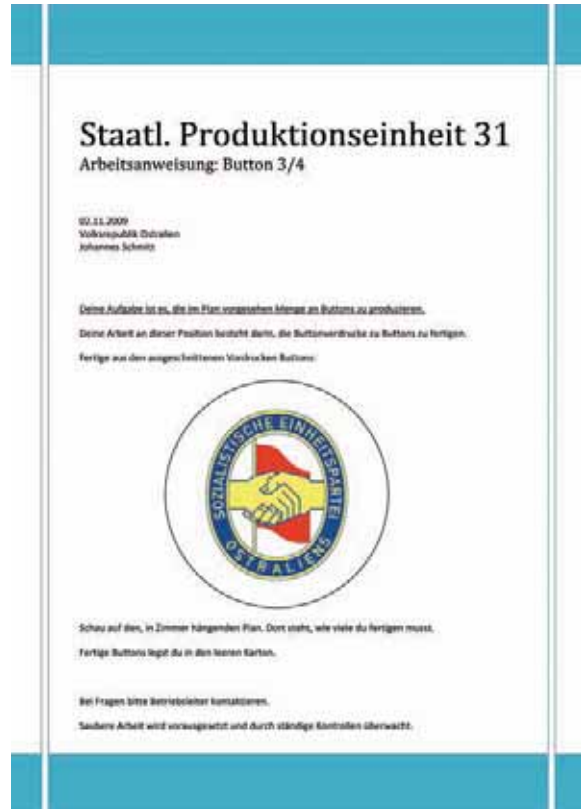 Staatl. Produktionseinheit 31
Arbeitsanweisung: Button 3/4
02.11.2009
Volksrepublik Ostralien
Johannes Schmitz
Deine Aufgabe ist es, die im Plan vorgesehen Menge an Buttons zu produzieren.
Deine Arbeit an dieser Position besteht darin, die Buttonverdrucke zu Buttons zu fertigen.
Fertige aus den ausgeschnittenen Vordrucken Buttons:
SOZIALISTISCHE EINHEITSPARTEI
OSTRALIENS
Schau auf den, in Zimmer hängenden Plan. Dort steht, wie viele du fertigen musst.
Fertige Buttons legst du in den leeren Karton.
Bei Fragen bitte Betriebsleiter kontaktieren.
Saubere Arbeit wird vorausgesetzt und durch ständige Kontrollen überwacht.